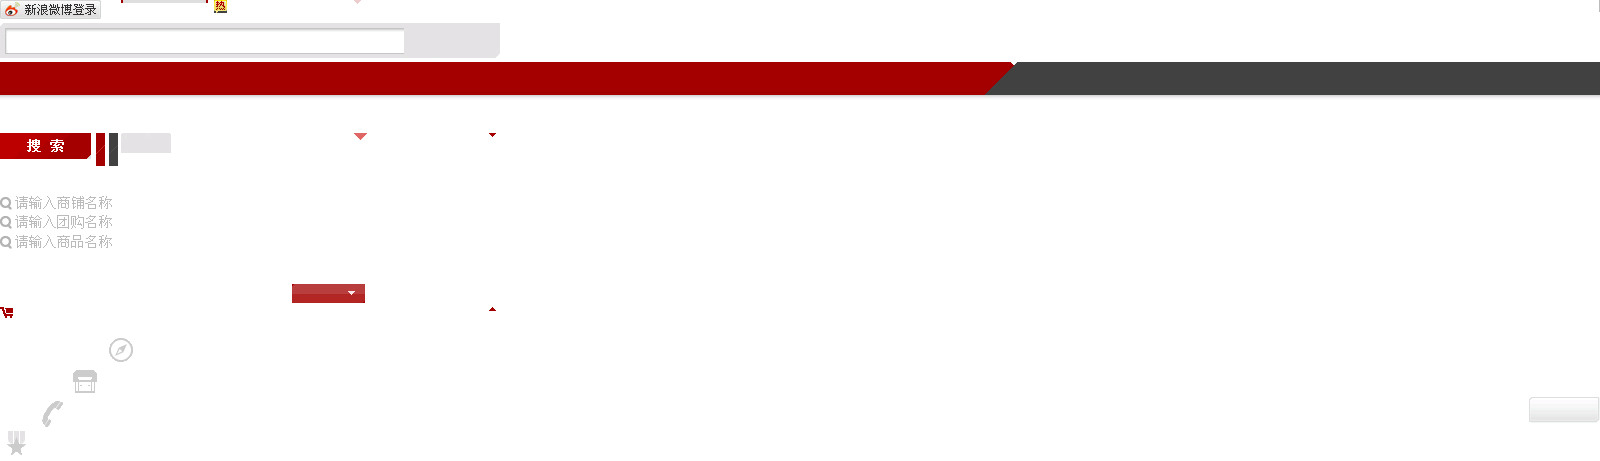 新浪微博登录
热
搜 索
请输入商铺名称
请输入团购名称
请输入商品名称